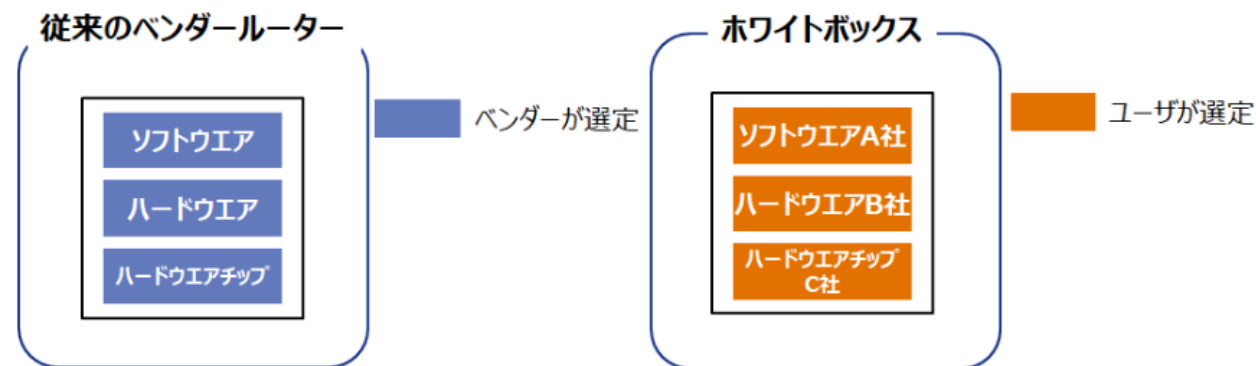 従来のベンダールーター
ソフトウエア
ハードウエア
ハードウエアチップ
ベンダーが選定
ホワイトボックス
ソフトウエアA社
ハードウエアB社
ハードウエアチップ
C社
ユーザが選定